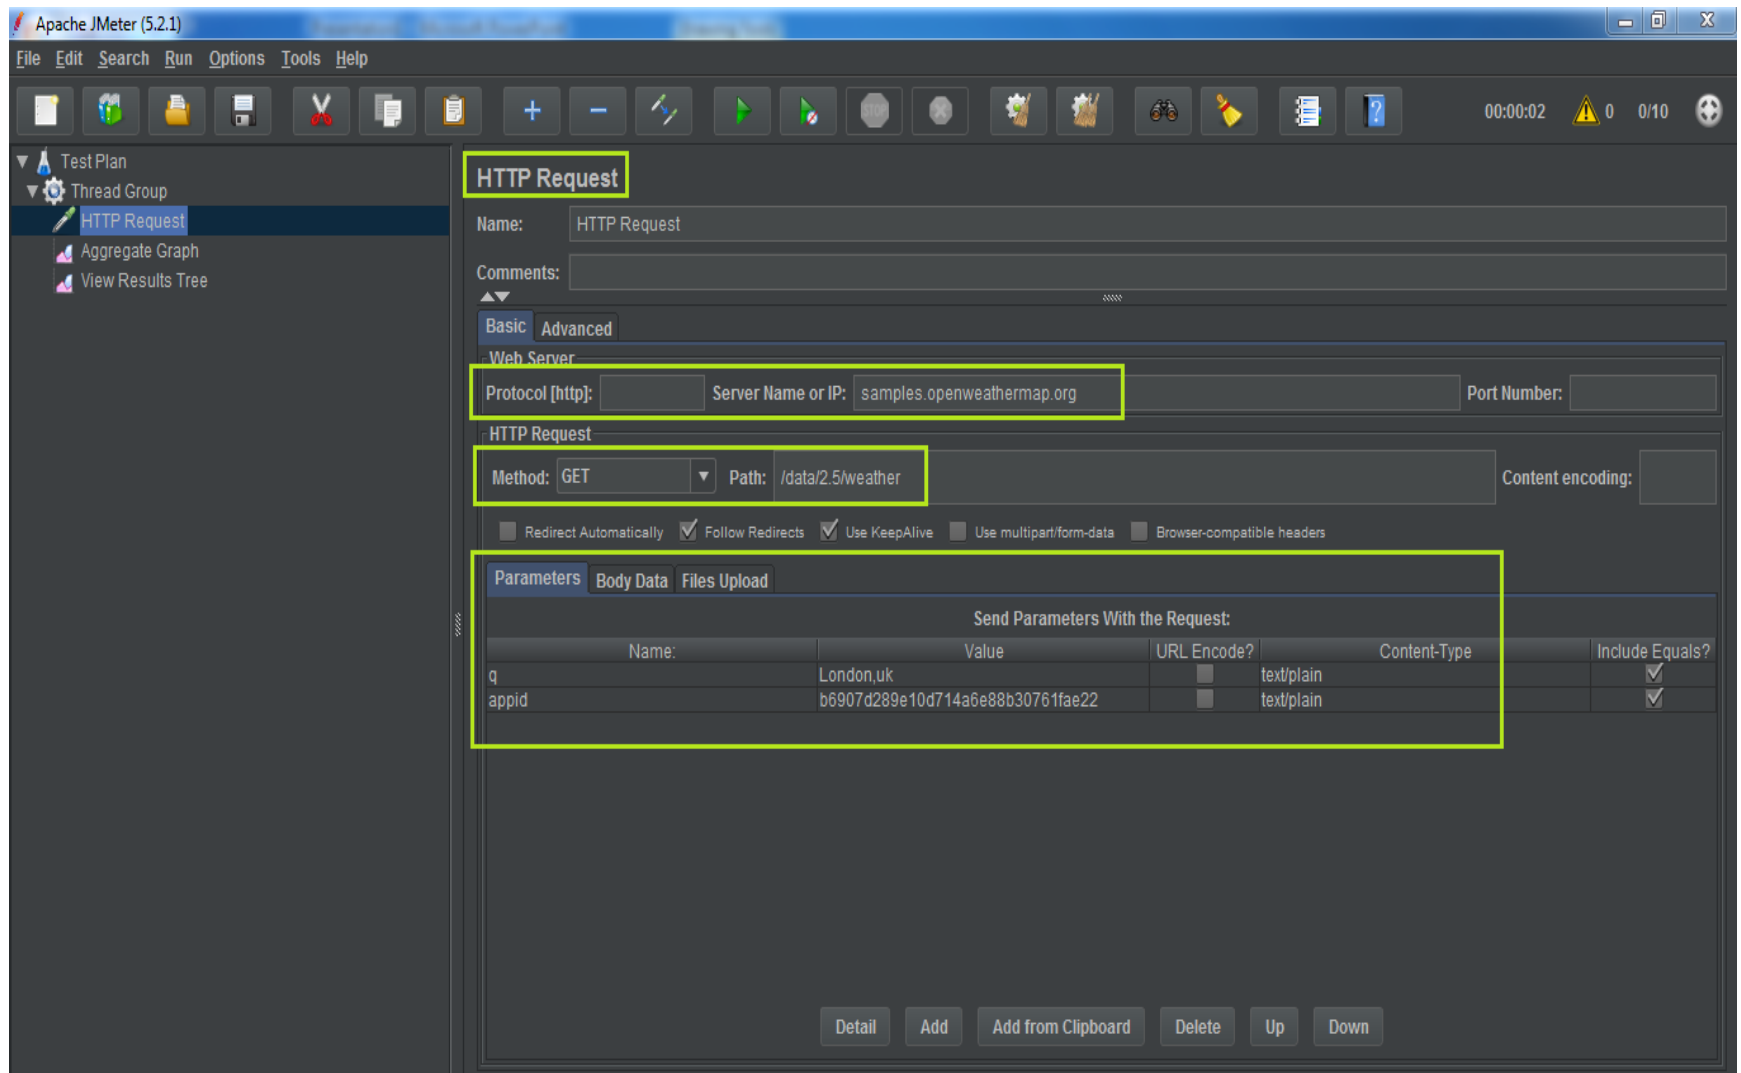 Apache JMeter (5.2.1)
File Edit Search Run Options Tools Help
STOP
00:00:02 0 0/10
Test Plan
Thread Group
HTTP Request
Aggregate Graph
View Results Tree
HTTP Request
Name: HTTP Request
Comments:
Basic Advanced
Web Server
Protocol [http]: Server Name or IP: samples.openweathermap.org Port Number:
HTTP Request
Method: GET Path: /data/2.5/weather Content encoding:
Redirect Automatically Follow Redirects Use KeepAlive Use multipart/form-data Browser-compatible headers
Parameters Body Data Files Upload
Send Parameters With the Request:
Name: Value URL Encode? Content-Type Include Equals?
q London,uk text/plain
appid b6907d289e10d714a6e88b30761fae22 text/plain
Detail Add Add from Clipboard Delete Up Down